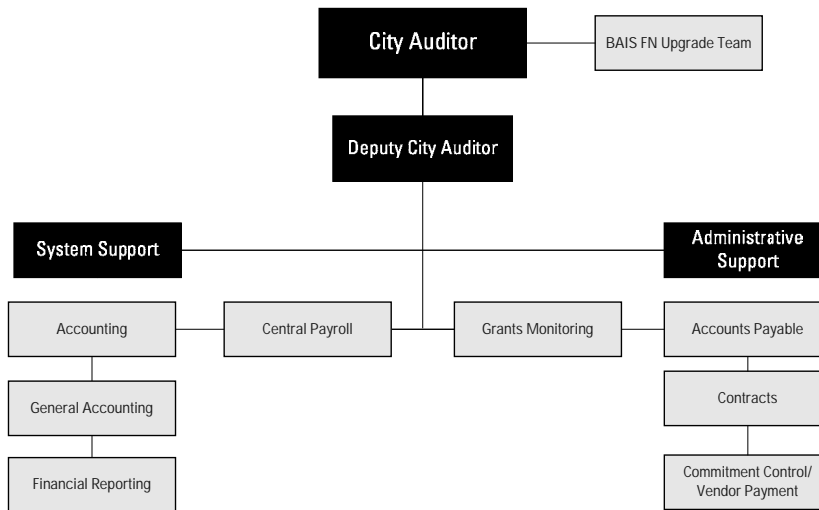 City Auditor
BAIS FN Upgrade Team
Deputy City Auditor
System Support
Administrative
Support
Accounting
Central Payroll
Grants Monitoring
Accounts Payable
General Accounting
Contracts
Financial Reporting
Commitment Control/
Vendor Payment